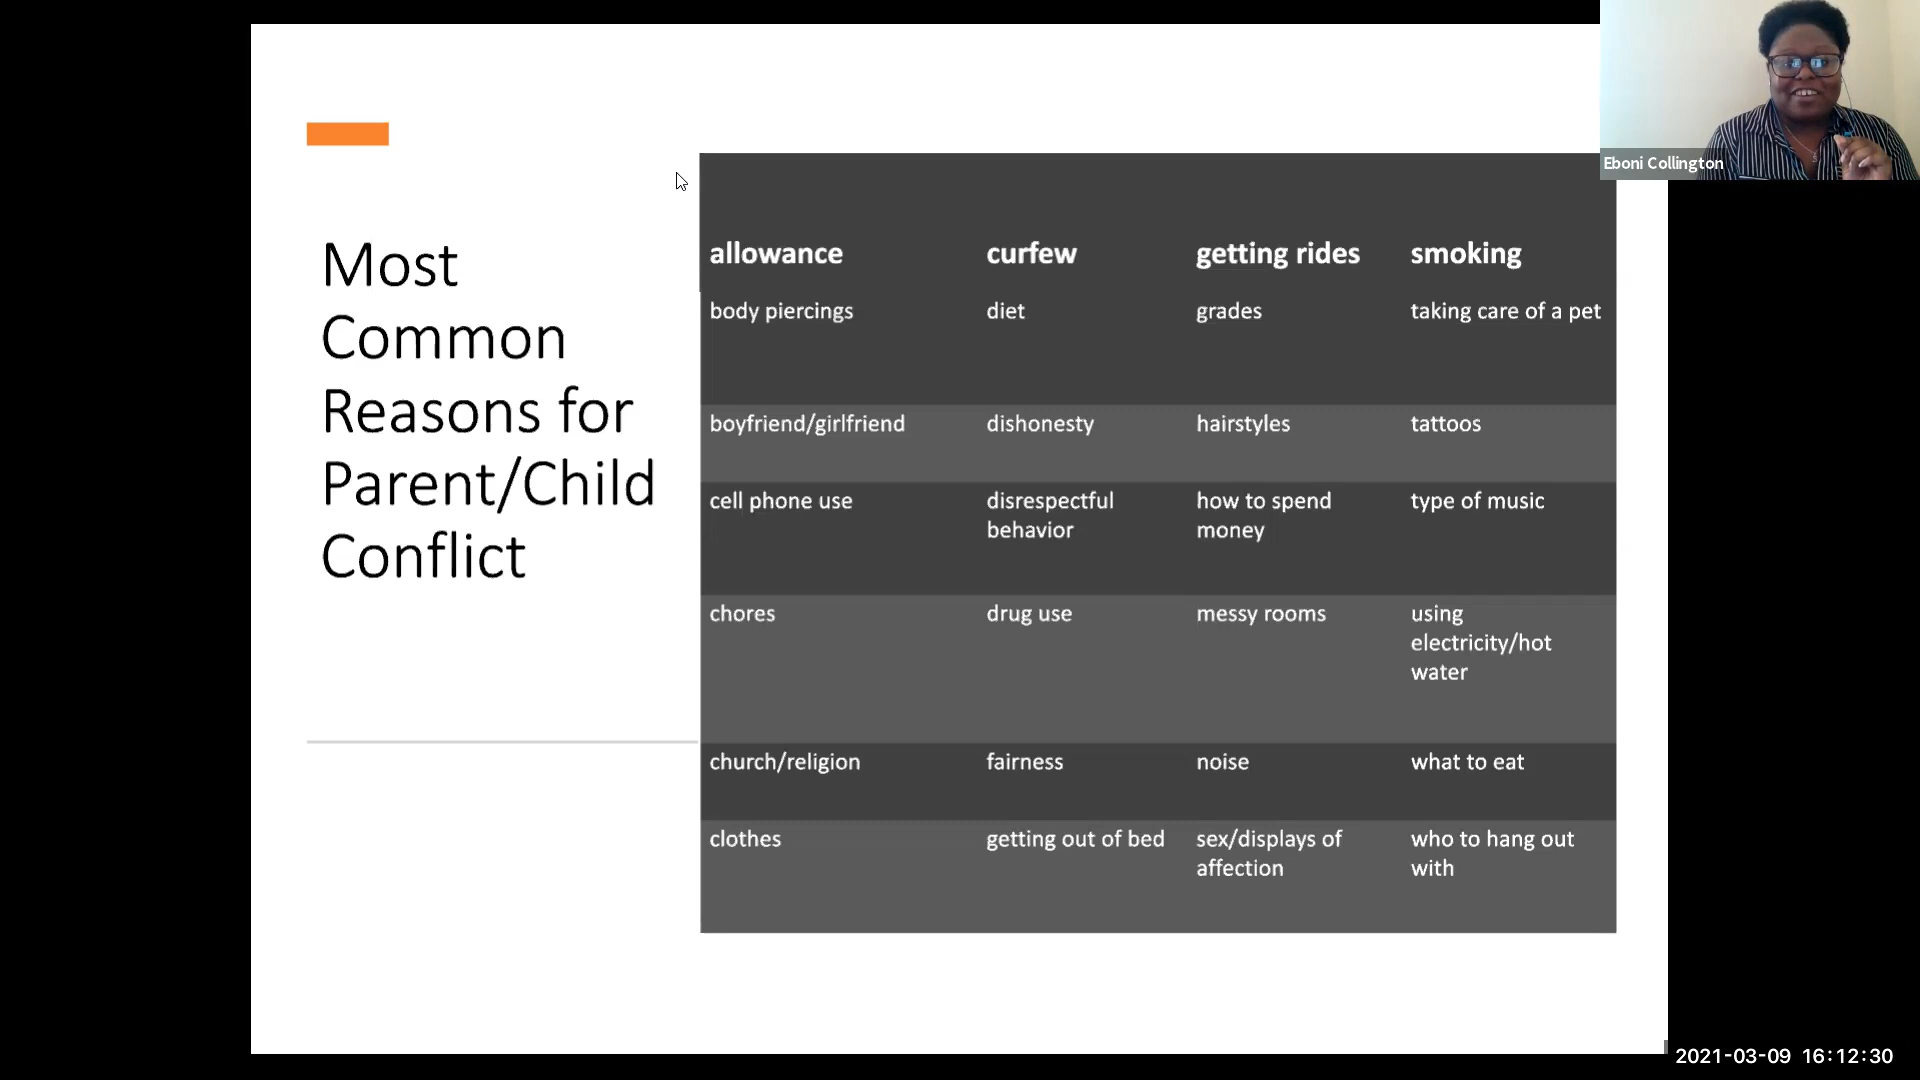 Most
Common
Reasons for
Parent/Child
Conflict
allowance curfew getting rides smoking
body piercings diet grades taking care of a pet
boyfriend/girlfriend dishonesty hairstyles tattoos
cell phone use disrespectful behavior how to spend money type of music
chores drug use messy rooms using electricity/hot water
church/religion fairness noise what to eat
clothes getting out of bed sex/displays of affection who to hang out with
Eboni Collington
2021-03-09 16:12:30